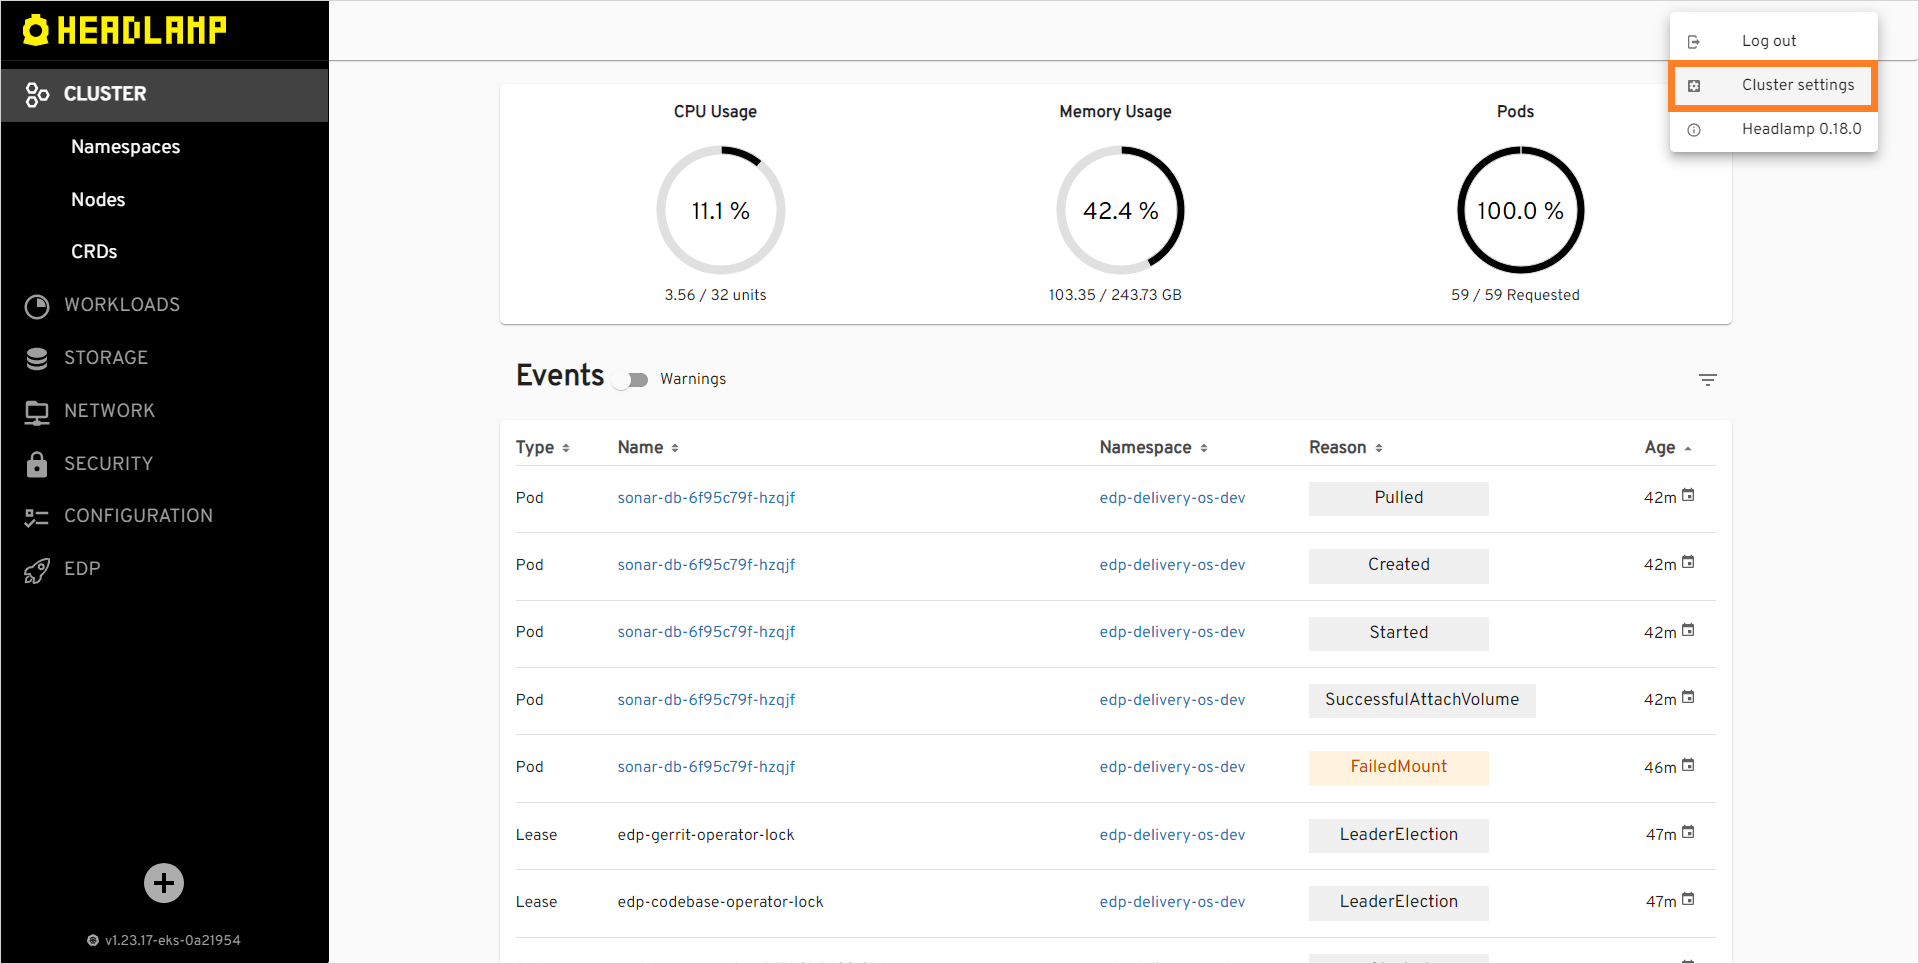 HEADLAMP
CLUSTER
Namespaces
Nodes
CRDs
WORKLOADS
STORAGE
NETWORK
SECURITY
CONFIGURATION
EDP
v1.23.17-eks-0a21954
Log out
Cluster settings
Headlamp 0.18.0
CPU Usage
11.1 %
3.56 / 32 units
Memory Usage
42.4 %
103.35 / 243.73 GB
Pods
100.0 %
59 / 59 Requested
Events Warnings
Type Name Namespace Reason Age
Pod sonar-db-6f95c79f-hzqjf edp-delivery-os-dev Pulled 42m
Pod sonar-db-6f95c79f-hzqjf edp-delivery-os-dev Created 42m
Pod sonar-db-6f95c79f-hzqjf edp-delivery-os-dev Started 42m
Pod sonar-db-6f95c79f-hzqjf edp-delivery-os-dev SuccessfulAttachVolume 42m
Pod sonar-db-6f95c79f-hzqjf edp-delivery-os-dev FailedMount 46m
Lease edp-gerrit-operator-lock edp-delivery-os-dev LeaderElection 47m
Lease edp-codebase-operator-lock edp-delivery-os-dev LeaderElection 47m